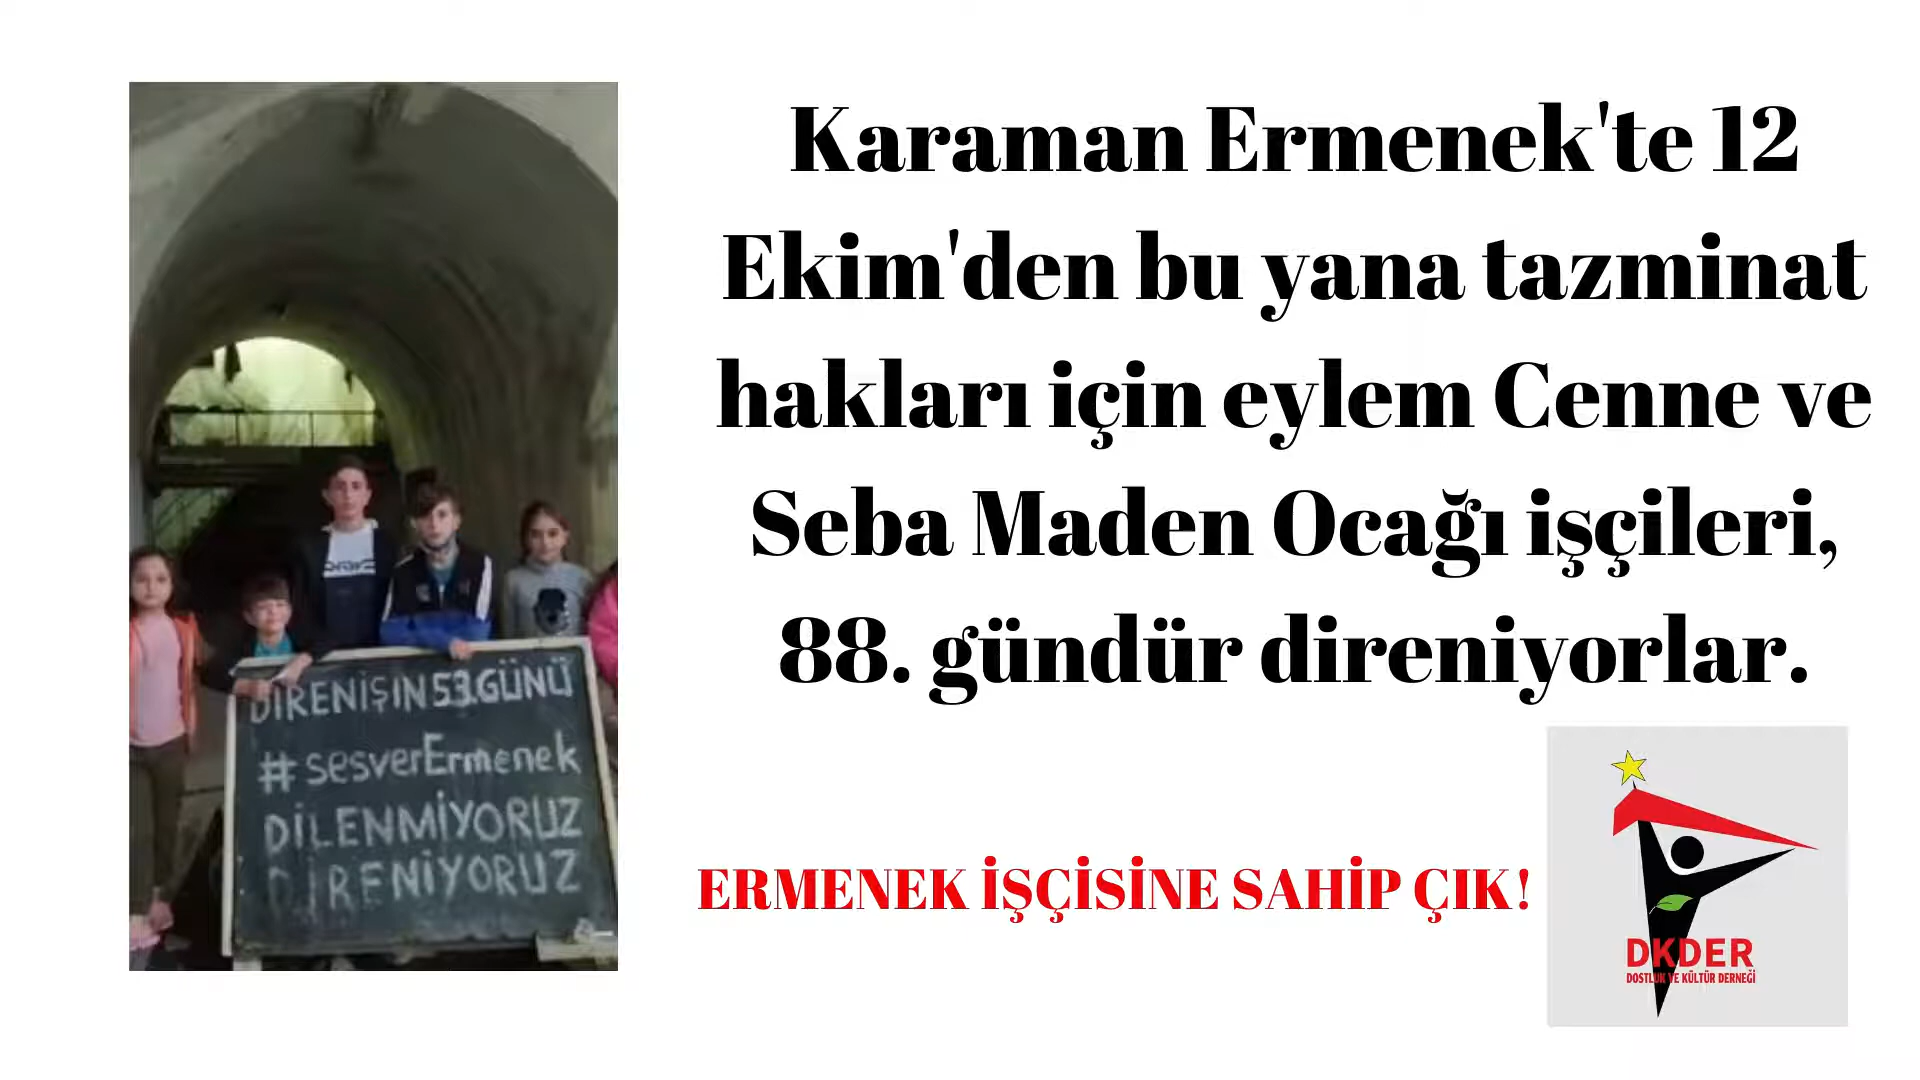 Karaman Ermenek'te 12
Ekim'den bu yana tazminat
hakları için eylem Cenne ve
Seba Maden Ocağı işçileri,
88. gündür direniyorlar.
DİRENİŞİN 53.GÜNÜ
#sesverErmenek
DİLENMİYORUZ
DİRENİYORUZ
ERMENEK İŞÇİSİNE SAHİP ÇIK!
DKDER
DOSTLUK VE KÜLTÜR DERNEĞİ